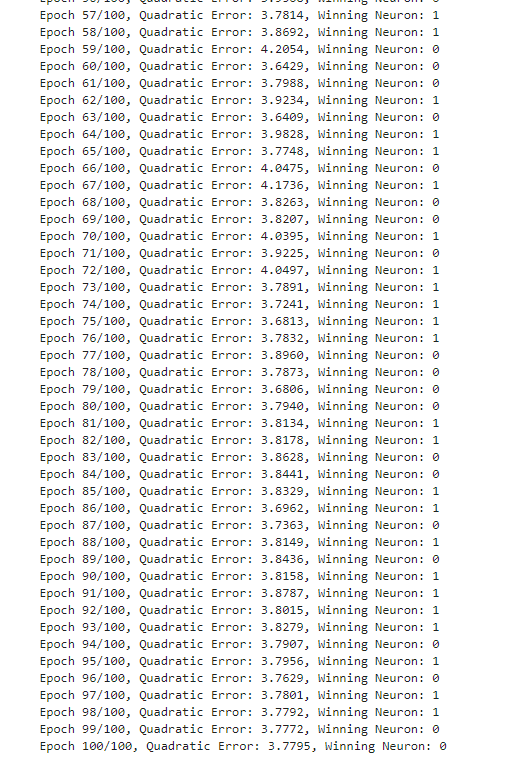 Epoch 57/100, Quadratic Error: 3.7814, Winning Neuron: 1
Epoch 58/100, Quadratic Error: 3.8692, Winning Neuron: 1
Epoch 59/100, Quadratic Error: 4.2054, Winning Neuron: 0
Epoch 60/100, Quadratic Error: 3.6429, Winning Neuron: 0
Epoch 61/100, Quadratic Error: 3.7988, Winning Neuron: 0
Epoch 62/100, Quadratic Error: 3.9234, Winning Neuron: 1
Epoch 63/100, Quadratic Error: 3.6409, Winning Neuron: 0
Epoch 64/100, Quadratic Error: 3.9828, Winning Neuron: 1
Epoch 65/100, Quadratic Error: 3.7748, Winning Neuron: 1
Epoch 66/100, Quadratic Error: 4.0475, Winning Neuron: 0
Epoch 67/100, Quadratic Error: 4.1736, Winning Neuron: 1
Epoch 68/100, Quadratic Error: 3.8263, Winning Neuron: 0
Epoch 69/100, Quadratic Error: 3.8207, Winning Neuron: 0
Epoch 70/100, Quadratic Error: 4.0395, Winning Neuron: 1
Epoch 71/100, Quadratic Error: 3.9225, Winning Neuron: 0
Epoch 72/100, Quadratic Error: 4.0497, Winning Neuron: 1
Epoch 73/100, Quadratic Error: 3.7891, Winning Neuron: 1
Epoch 74/100, Quadratic Error: 3.7241, Winning Neuron: 1
Epoch 75/100, Quadratic Error: 3.6813, Winning Neuron: 1
Epoch 76/100, Quadratic Error: 3.7832, Winning Neuron: 1
Epoch 77/100, Quadratic Error: 3.8960, Winning Neuron: 0
Epoch 78/100, Quadratic Error: 3.7873, Winning Neuron: 0
Epoch 79/100, Quadratic Error: 3.6806, Winning Neuron: 0
Epoch 80/100, Quadratic Error: 3.7940, Winning Neuron: 0
Epoch 81/100, Quadratic Error: 3.8134, Winning Neuron: 1
Epoch 82/100, Quadratic Error: 3.8178, Winning Neuron: 1
Epoch 83/100, Quadratic Error: 3.8628, Winning Neuron: 0
Epoch 84/100, Quadratic Error: 3.8441, Winning Neuron: 0
Epoch 85/100, Quadratic Error: 3.8329, Winning Neuron: 1
Epoch 86/100, Quadratic Error: 3.6962, Winning Neuron: 1
Epoch 87/100, Quadratic Error: 3.7363, Winning Neuron: 0
Epoch 88/100, Quadratic Error: 3.8149, Winning Neuron: 1
Epoch 89/100, Quadratic Error: 3.8436, Winning Neuron: 0
Epoch 90/100, Quadratic Error: 3.8158, Winning Neuron: 1
Epoch 91/100, Quadratic Error: 3.8787, Winning Neuron: 1
Epoch 92/100, Quadratic Error: 3.8015, Winning Neuron: 1
Epoch 93/100, Quadratic Error: 3.8279, Winning Neuron: 1
Epoch 94/100, Quadratic Error: 3.7907, Winning Neuron: 0
Epoch 95/100, Quadratic Error: 3.7956, Winning Neuron: 1
Epoch 96/100, Quadratic Error: 3.7629, Winning Neuron: 0
Epoch 97/100, Quadratic Error: 3.7801, Winning Neuron: 1
Epoch 98/100, Quadratic Error: 3.7792, Winning Neuron: 1
Epoch 99/100, Quadratic Error: 3.7772, Winning Neuron: 0
Epoch 100/100, Quadratic Error: 3.7795, Winning Neuron: 0